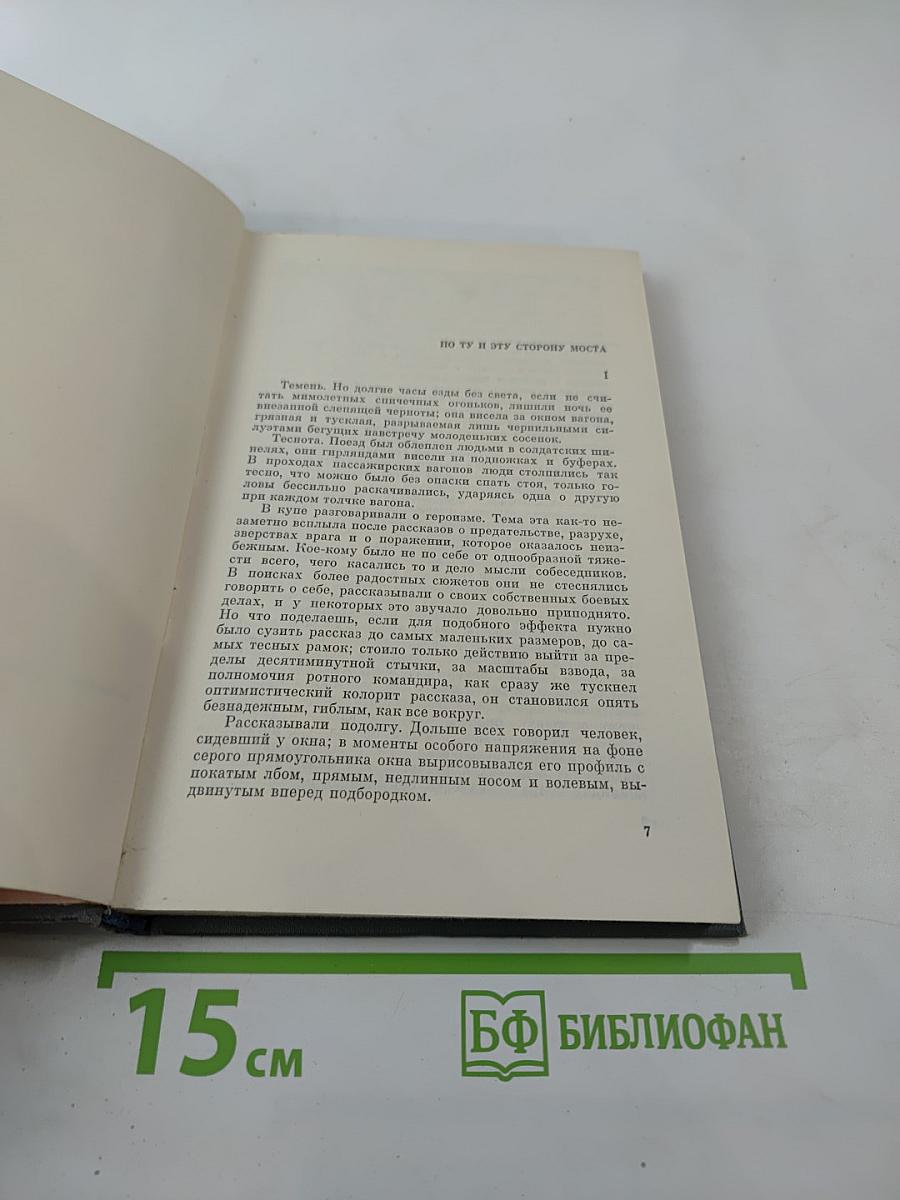 ПО ТУ И ЭТУ СТОРОНУ МОСТА
I
Темень. Но долгие часы езды без света, если не счи-
тать мимолетных спичечных огоньков, лишили ночь ее
внезапной слепящей черноты; она висела за окном вагона,
грязная и тусклая, разрываемая лишь чернильными си-
луэтами бегущих навстречу молоденьких сосенок.
Теснота. Поезд был облеплен людьми в солдатских ши-
нелях, они гирляндами висели на подножках и буферах.
В проходах пассажирских вагонов люди столпились так
тесно, что можно было без опаски спать стоя, только го-
ловы бессильно раскачивались, ударяясь одна о другую
при каждом толчке вагона.
В купе разговаривали о героизме. Тема эта как-то не-
заметно всплыла после рассказов о предательстве, разрухе,
зверствах врага и о поражении, которое оказалось неиз-
бежным. Кое-кому было не по себе от однообразной тяже-
сти всего, чего касались то и дело мысли собеседников.
В поисках более радостных сюжетов они не стеснялись
говорить о себе, рассказывали о своих собственных боевых
делах, и у некоторых это звучало довольно приподнято.
Но что поделаешь, если для подобного эффекта нужно
было сузить рассказ до самых маленьких размеров, до са-
мых тесных рамок; стоило только действию выйти за пре-
делы десятиминутной стычки, за масштабы взвода, за
полномочия ротного командира, как сразу же тускнел
оптимистический колорит рассказа, он становился опять
безнадежным, гиблым, как все вокруг.
Рассказывали подолгу. Дольше всех говорил человек,
сидевший у окна; в моменты особого напряжения на фоне
серого прямоугольника окна вырисовывался его профиль с
покатым лбом, прямым, недлинным носом и волевым, вы-
двинутым вперед подбородком.
7
15 см
БФ БИБЛИОФАН